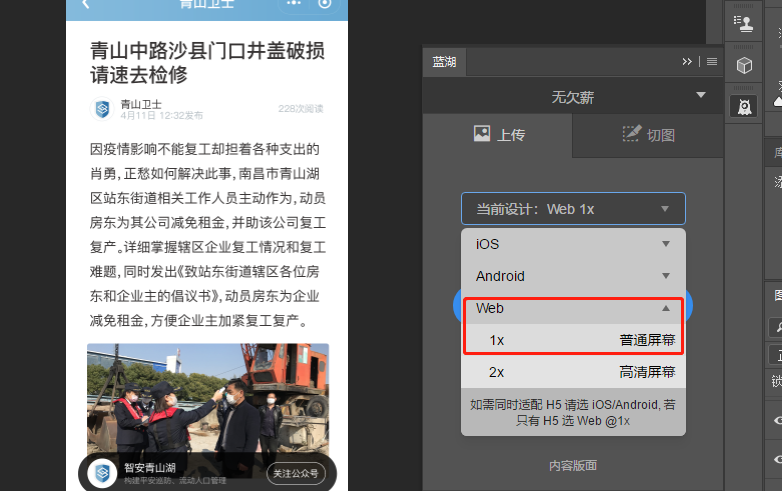 青山卫士
青山中路沙县门口井盖破损
请速去检修
青山卫士
4月11日 12:32发布
228次阅读
因疫情影响不能复工却担着各种支出的
肖勇，正愁如何解决此事，南昌市青山湖
区站东街道相关工作人员主动作为，动员
房东为其公司减免租金，并助该公司复工
复产。详细掌握辖区企业复工情况和复工
难题，同时发出《致站东街道辖区各位房
东和企业主的倡议书》，动员房东为企业
减免租金，方便企业主加紧复工复产。
智安青山湖
构建平安巡防、流动人口管理
关注公众号
蓝湖
无欠薪
上传
切图
当前设计：Web 1x
iOS
Android
Web
1x 普通屏幕
2x 高清屏幕
如需同时适配 H5 请选 iOS/Android, 若
只有 H5 选 Web @1x
内容版面
库